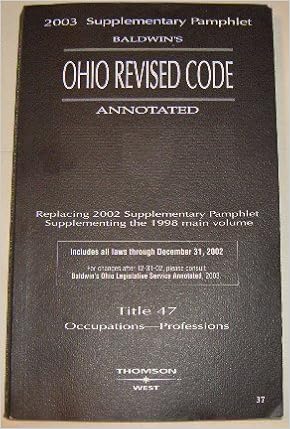 2003 Supplementary Pamphlet
BALDWIN'S
OHIO REVISED CODE
ANNOTATED
Replacing 2002 Supplementary Pamphlet
Supplementing the 1998 main volume
Includes all laws through December 31, 2002
For changes after 12-31-02, please consult
Baldwin's Ohio Legislative Service Annotated, 2003.
Title 47
Occupations—Professions
THOMSON
WEST
37